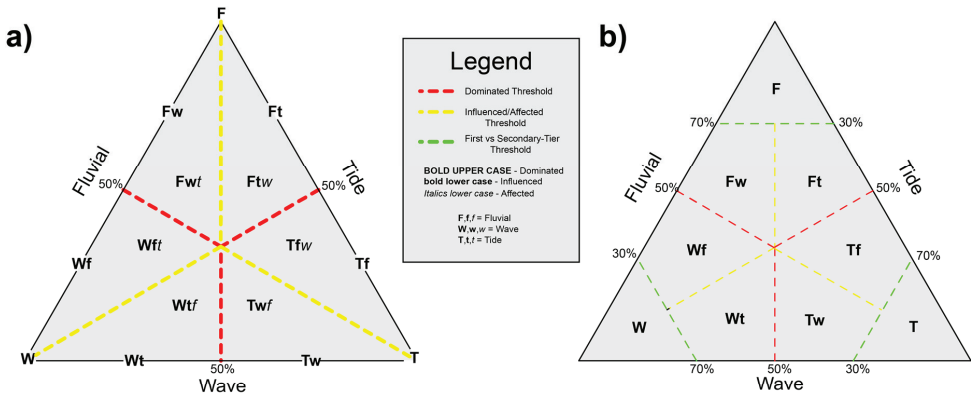 a)
F
Fw
Ft
Fluvial
Tide
50%
50%
Fwt
Ftw
Wft
Tfw
Wf
Tf
Wtf
Twf
W
T
Wt
Tw
50%
Wave
Legend
Dominated Threshold
Influenced/Affected
Threshold
First vs Secondary-Tier
Threshold
BOLD UPPER CASE - Dominated
bold lower case - Influenced
Italics lower case - Affected
F,f,f = Fluvial
W,w,w = Wave
T,t,t = Tide
b)
F
70%
30%
Fluvial
Tide
50%
50%
Fw
Ft
Wf
Tf
30%
70%
W
Wt
Tw
T
70%
50%
30%
Wave